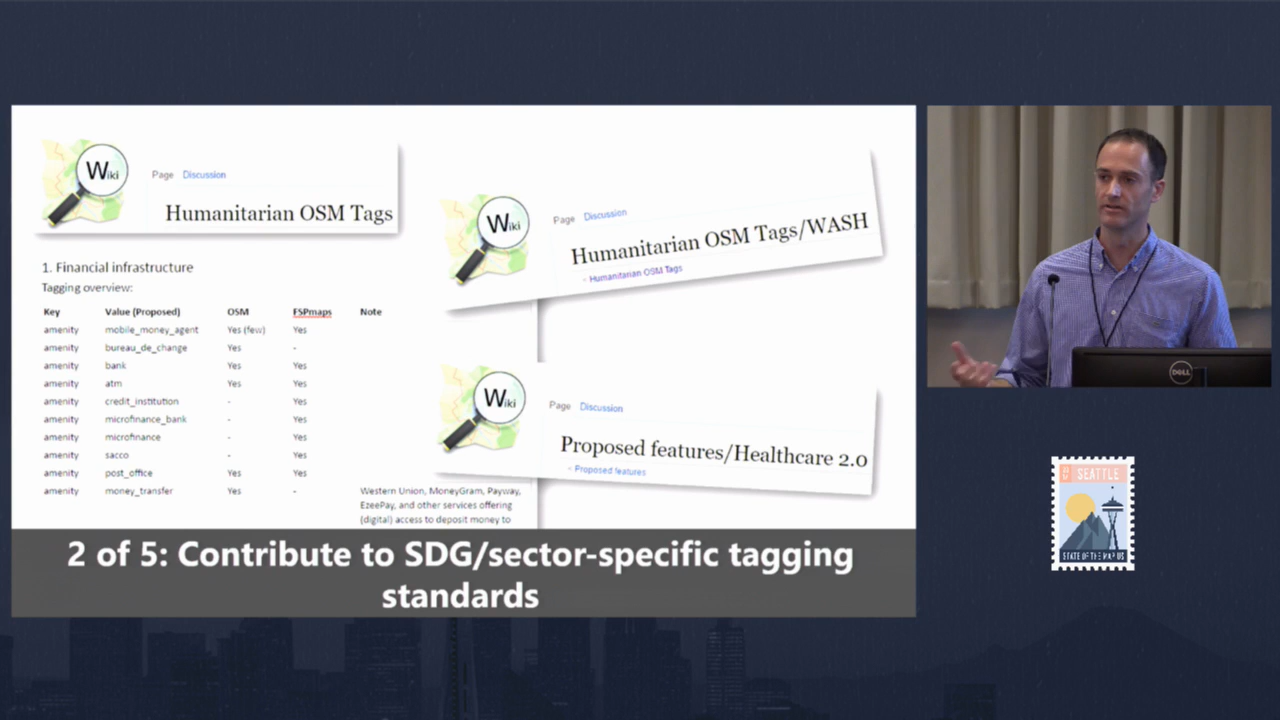 Wiki
Page Discussion
Humanitarian OSM Tags
1. Financial infrastructure
Tagging overview:
Key Value (Proposed) OSM FSPmaps Note
amenity mobile_money_agent Yes (few) Yes
amenity bureau_de_change Yes -
amenity bank Yes Yes
amenity atm Yes Yes
amenity credit_institution - Yes
amenity microfinance_bank - Yes
amenity microfinance - Yes
amenity sacco - Yes
amenity post_office Yes Yes
amenity money_transfer Yes -
Western Union, MoneyGram, Payway,
EzeePay, and other services offering
(digital) access to deposit money to
Wiki
Page Discussion
Humanitarian OSM Tags/WASH
Humanitarian OSM Tags
Wiki
Page Discussion
Proposed features/Healthcare 2.0
Proposed features
2 of 5: Contribute to SDG/sector-specific tagging
standards
DELL
SEATTLE
STATE OF THE MAP US